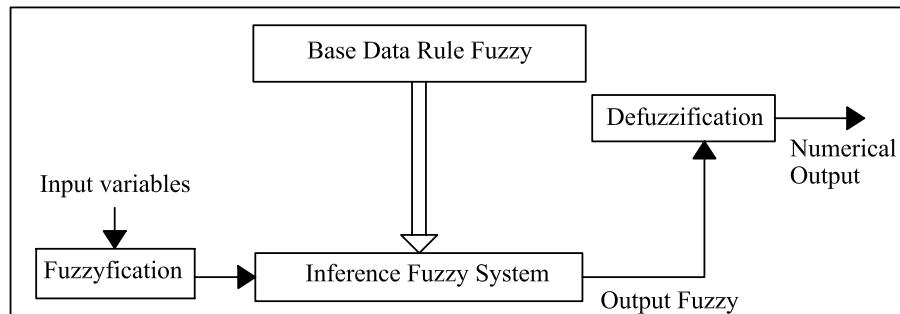 Base Data Rule Fuzzy
Defuzzification
Numerical
Output
Input variables
Fuzzyfication
Inference Fuzzy System
Output Fuzzy